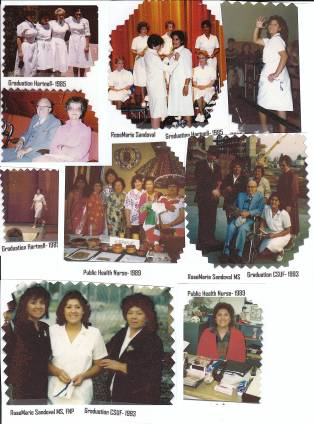 Graduation Hartnell- 1985
RoseMarie Sandoval Graduation Hartnell- 1985
Graduation Hartnell- 1981
Public Health Nurse- 1989
RoseMarie Sandoval MS Graduation CSUF- 1993
Public Health Nurse- 1989
RoseMarie Sandoval MS, FNP Graduation CSUF- 1993